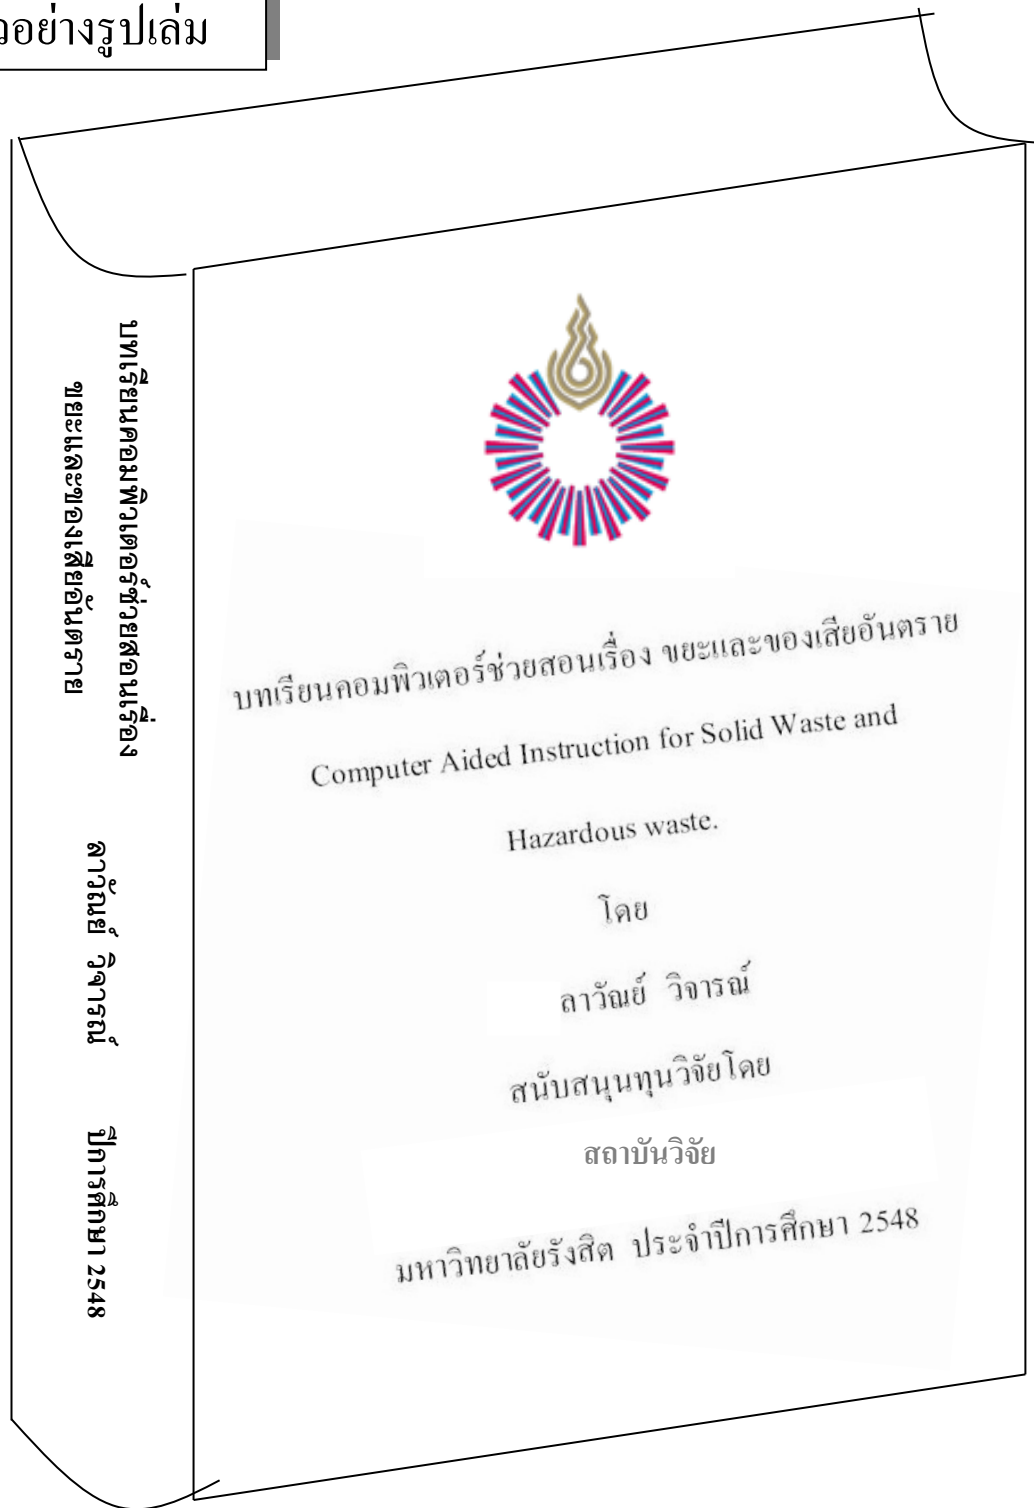 วอย่างรูปเล่ม
บทเรียนคอมพิวเตอร์ช่วยสอนเรื่อง
ขยะและของเสียอันตราย
ลาวัณย์ วิจารณ์
ปีการศึกษา 2548
บทเรียนคอมพิวเตอร์ช่วยสอนเรื่อง ขยะและของเสียอันตราย
Computer Aided Instruction for Solid Waste and
Hazardous waste.
โดย
ลาวัณย์ วิจารณ์
สนับสนุนทุนวิจัยโดย
สถาบันวิจัย
มหาวิทยาลัยรังสิต ประจำปีการศึกษา 2548